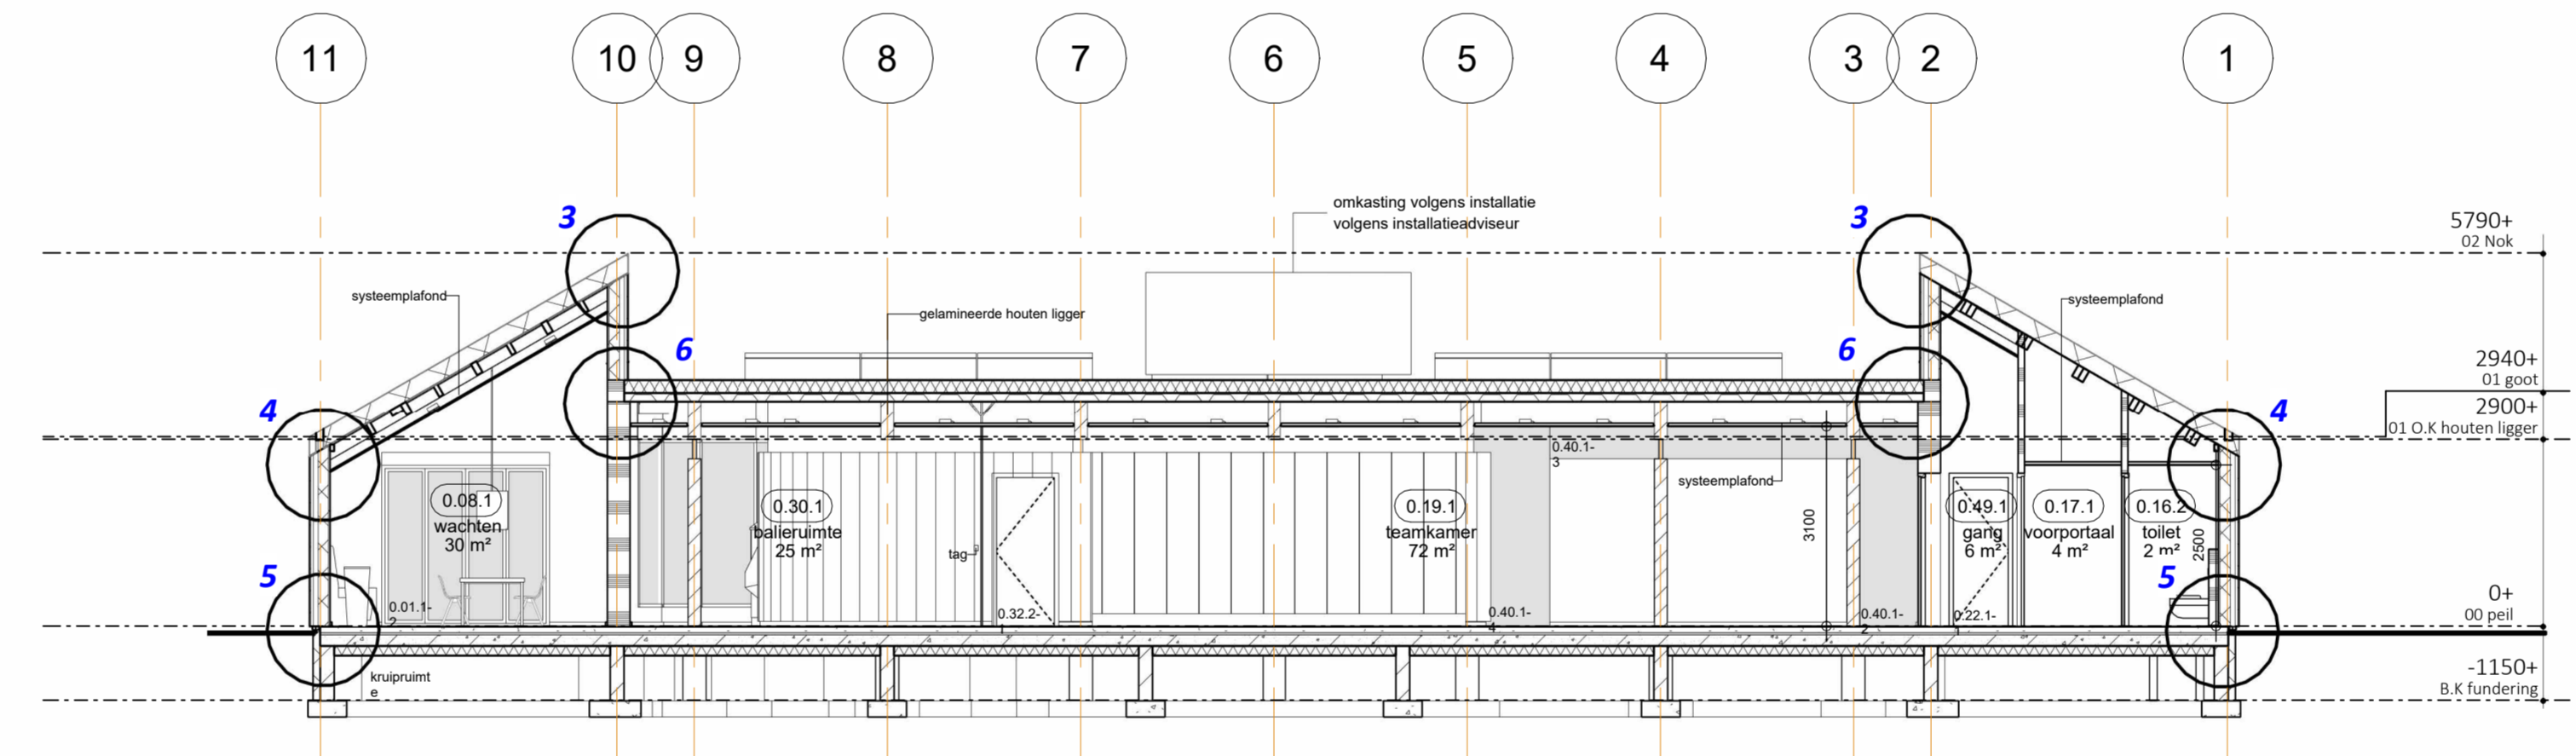 11
10
9
8
7
6
5
4
3
2
1
omkasting volgens installatie
volgens installatieadviseur
3
3
5790+
02 Nok
systeemplafond
gelamineerde houten ligger
systeemplafond
6
6
2940+
01 goot
4
4
2900+
01 O.K houten ligger
0.40.1-
3
systeemplafond
0.08.1
wachten
30 m²
0.30.1
balieruimte
25 m²
tag
0.19.1
teamkamer
72 m²
3100
0.49.1
gang
6 m²
0.17.1
voorportaal
4 m²
0.16.2
toilet
2 m²
2500
5
5
0.01.1-
2
0.32.2-
1
0.40.1-
4
0.40.1-
2
0.22.1-
1
0+
00 peil
kruipruimt
e
-1150+
B.K fundering